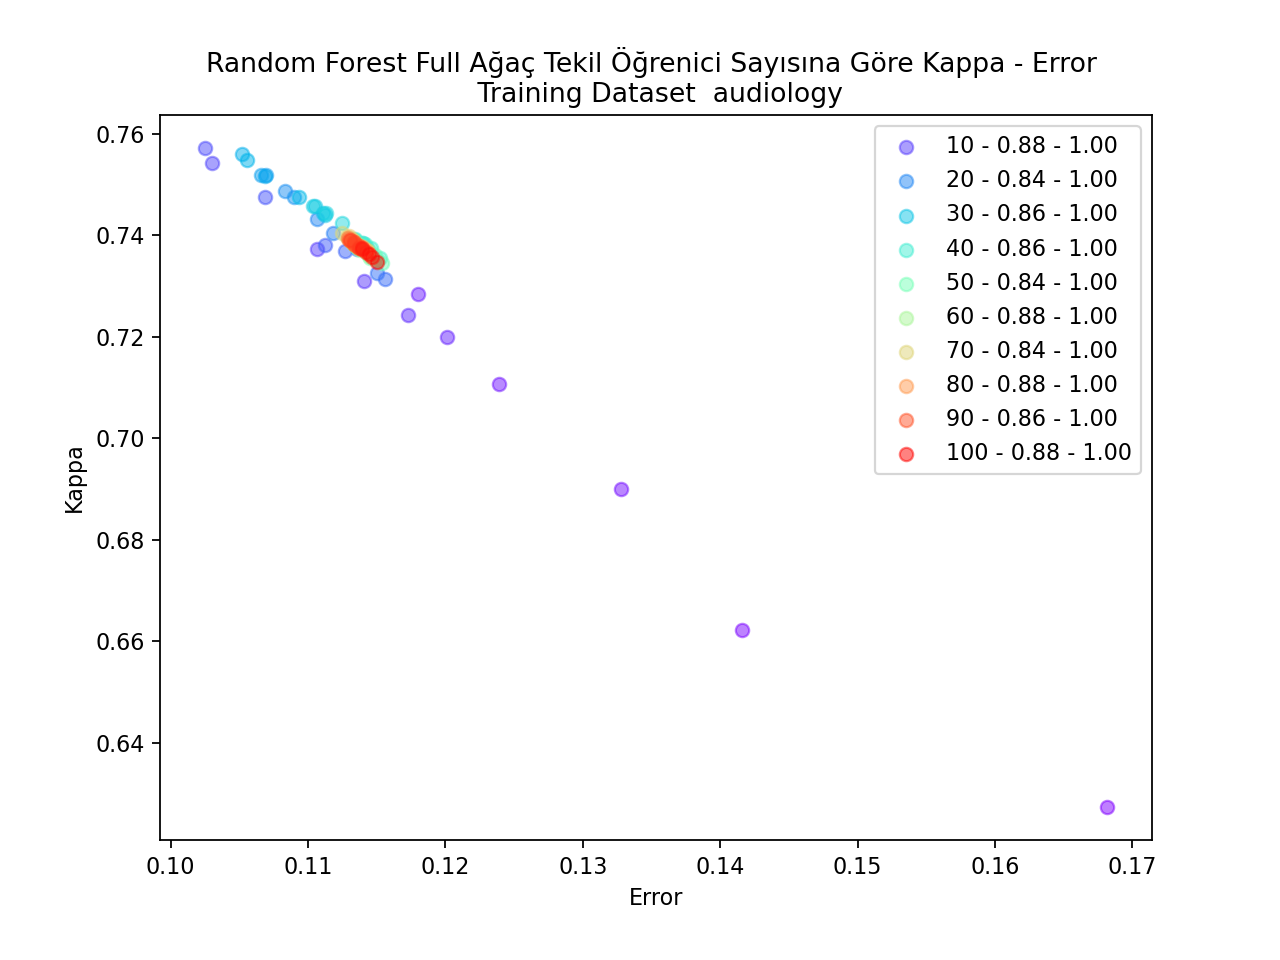 Random Forest Full Ağaç Tekil Öğrenici Sayısına Göre Kappa - Error
Training Dataset  audiology
0.76
0.74
0.72
0.70
0.68
0.66
0.64
Kappa
10 - 0.88 - 1.00
20 - 0.84 - 1.00
30 - 0.86 - 1.00
40 - 0.86 - 1.00
50 - 0.84 - 1.00
60 - 0.88 - 1.00
70 - 0.84 - 1.00
80 - 0.88 - 1.00
90 - 0.86 - 1.00
100 - 0.88 - 1.00
0.10 0.11 0.12 0.13 0.14 0.15 0.16 0.17
Error